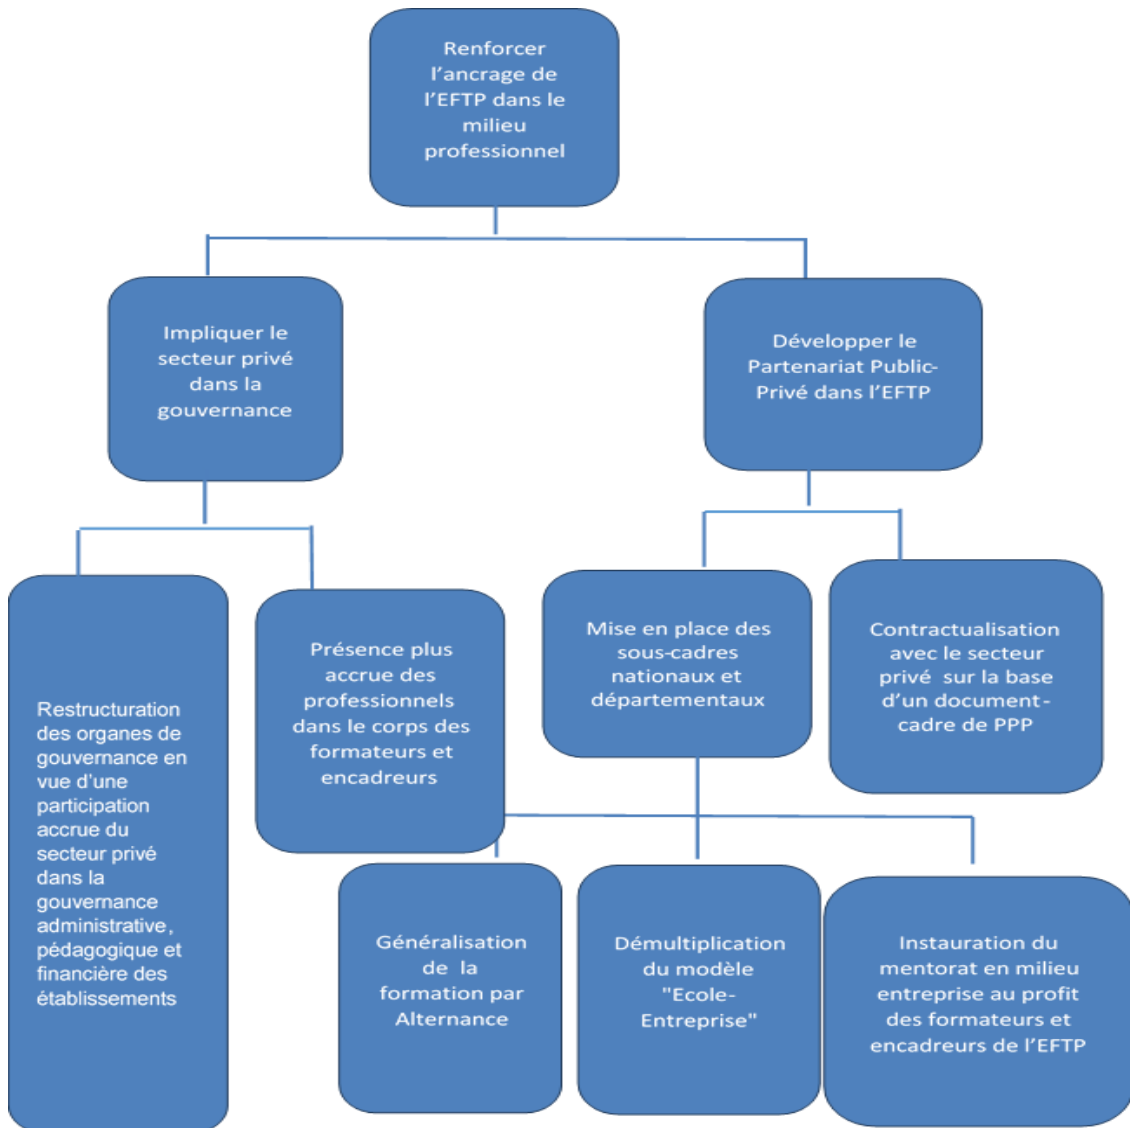 Renforcer
l'ancrage de
l'EFTP dans le
milieu
professionnel
Impliquer le
secteur privé
dans la
gouvernance
Développer le
Partenariat Public-
Privé dans l'EFTP
Restructuration
des organes de
gouvernance en
vue d'une
participation
accrue du
secteur privé
dans la
gouvernance
administrative,
pédagogique et
financière des
établissements
Présence plus
accrue des
professionnels
dans le corps des
formateurs et
encadreurs
Mise en place des
sous-cadres
nationaux et
départementaux
Contractualisation
avec le secteur
privé sur la base
d'un document-
cadre de PPP
Généralisation
de la
formation par
Alternance
Démultiplication
du modèle
"Ecole-
Entreprise"
Instauration du
mentorat en milieu
entreprise au profit
des formateurs et
encadreurs de l'EFTP